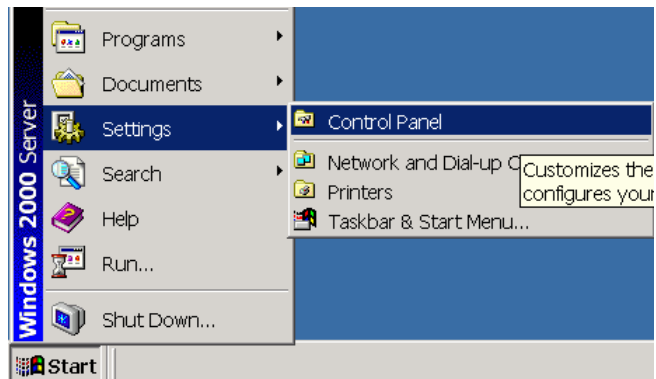 Programs
Documents
Settings
Search
Help
Run...
Shut Down...
Windows 2000 Server
Control Panel
Network and Dial-up C
Printers
Taskbar & Start Menu...
Customizes the
configures your
Start